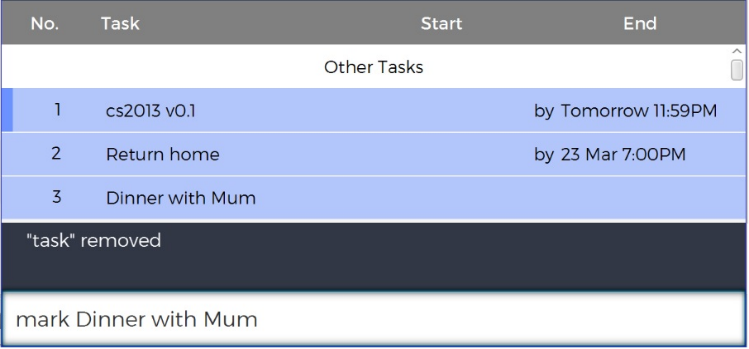 No. Task Start End
Other Tasks
1 cs2013 v0.1 by Tomorrow 11:59PM
2 Return home by 23 Mar 7:00PM
3 Dinner with Mum
"task" removed
mark Dinner with Mum